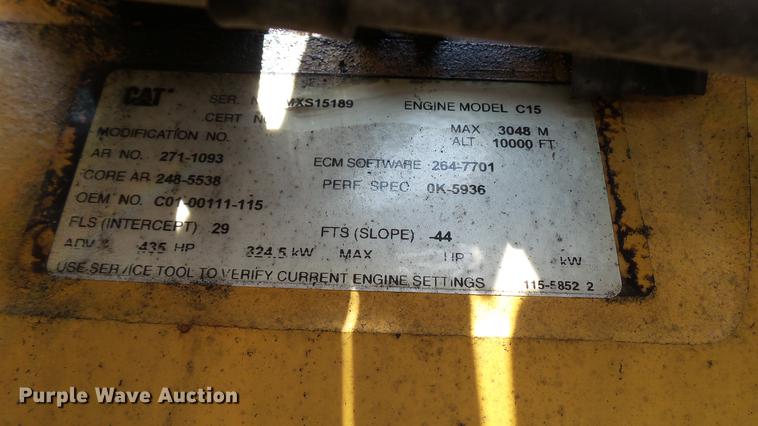 CAT SER. MXS15189 ENGINE MODEL C15
CERT MAX 3048 M
MODIFICATION NO. ALT 10000 FT
AR NO. 271-1093 ECM SOFTWARE 264-7701
CORE AR 248-5538 PERF SPEC 0K-5936
OEM NO. C01-00111-115
FLS (INTERCEPT) 29 FTS (SLOPE) -44
ADV 435 HP 324.5 kW MAX HP kW
USE SERVICE TOOL TO VERIFY CURRENT ENGINE SETTINGS 115-5852 2
Purple Wave Auction